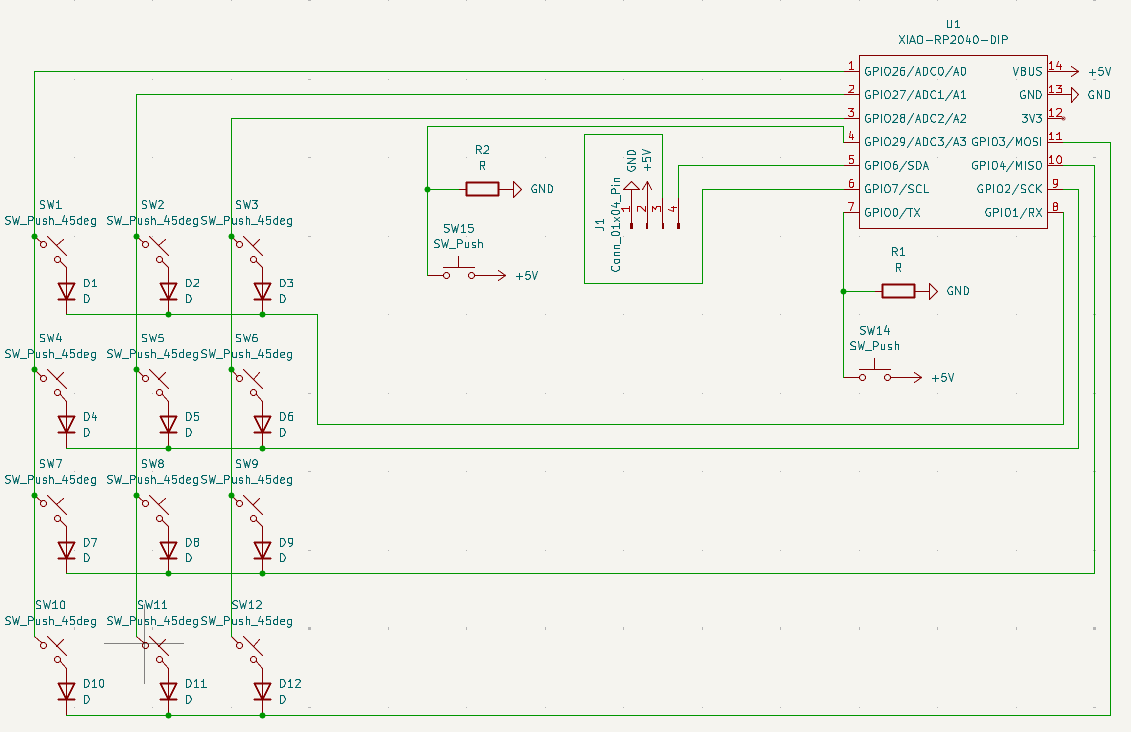 U1
XIAO-RP2040-DIP
1 GPIO26/ADC0/A0 VBUS 14 +5V
2 GPIO27/ADC1/A1 GND 13 GND
3 GPIO28/ADC2/A2 3V3 12
4 GPIO29/ADC3/A3 GPIO3/MOSI 11
5 GPIO6/SDA GPIO4/MISO 10
6 GPIO7/SCL GPIO2/SCK 9
7 GPIO0/TX GPIO1/RX 8
R2
R
GND
SW15
SW_Push
+5V
J1
Conn_01x04_Pin
GND
+5V
1 2 3 4
R1
R
GND
SW14
SW_Push
+5V
SW1 SW2 SW3
SW_Push_45deg SW_Push_45deg SW_Push_45deg
D1 D2 D3
D D D
SW4 SW5 SW6
SW_Push_45deg SW_Push_45deg SW_Push_45deg
D4 D5 D6
D D D
SW7 SW8 SW9
SW_Push_45deg SW_Push_45deg SW_Push_45deg
D7 D8 D9
D D D
SW10 SW11 SW12
SW_Push_45deg SW_Push_45deg SW_Push_45deg
D10 D11 D12
D D D